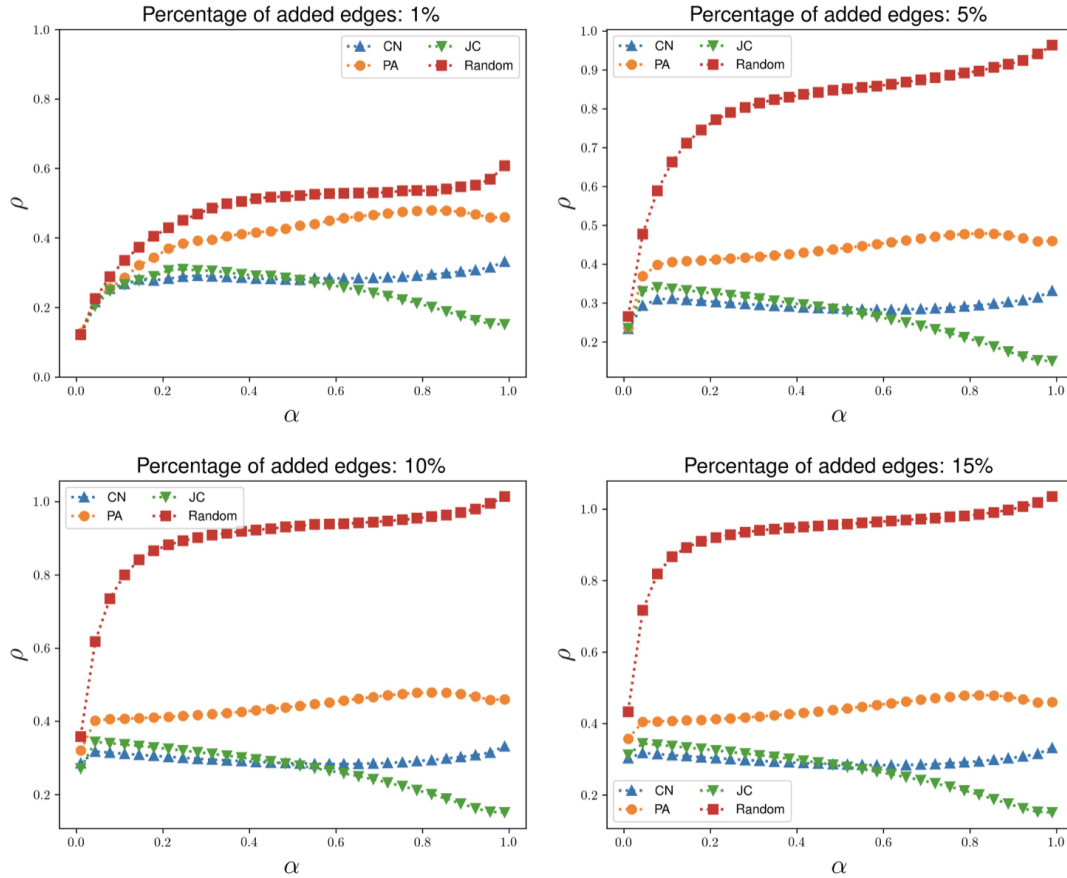 Percentage of added edges: 1%
CN JC
PA Random
1.0
0.8
0.6
0.4
0.2
0.0
ρ
0.0 0.2 0.4 0.6 0.8 1.0
α
Percentage of added edges: 5%
CN JC
PA Random
1.0
0.9
0.8
0.7
0.6
0.5
0.4
0.3
0.2
ρ
0.0 0.2 0.4 0.6 0.8 1.0
α
Percentage of added edges: 10%
CN JC
PA Random
1.0
0.8
0.6
0.4
0.2
ρ
0.0 0.2 0.4 0.6 0.8 1.0
α
Percentage of added edges: 15%
1.0
0.8
0.6
0.4
0.2
ρ
CN JC
PA Random
0.0 0.2 0.4 0.6 0.8 1.0
α